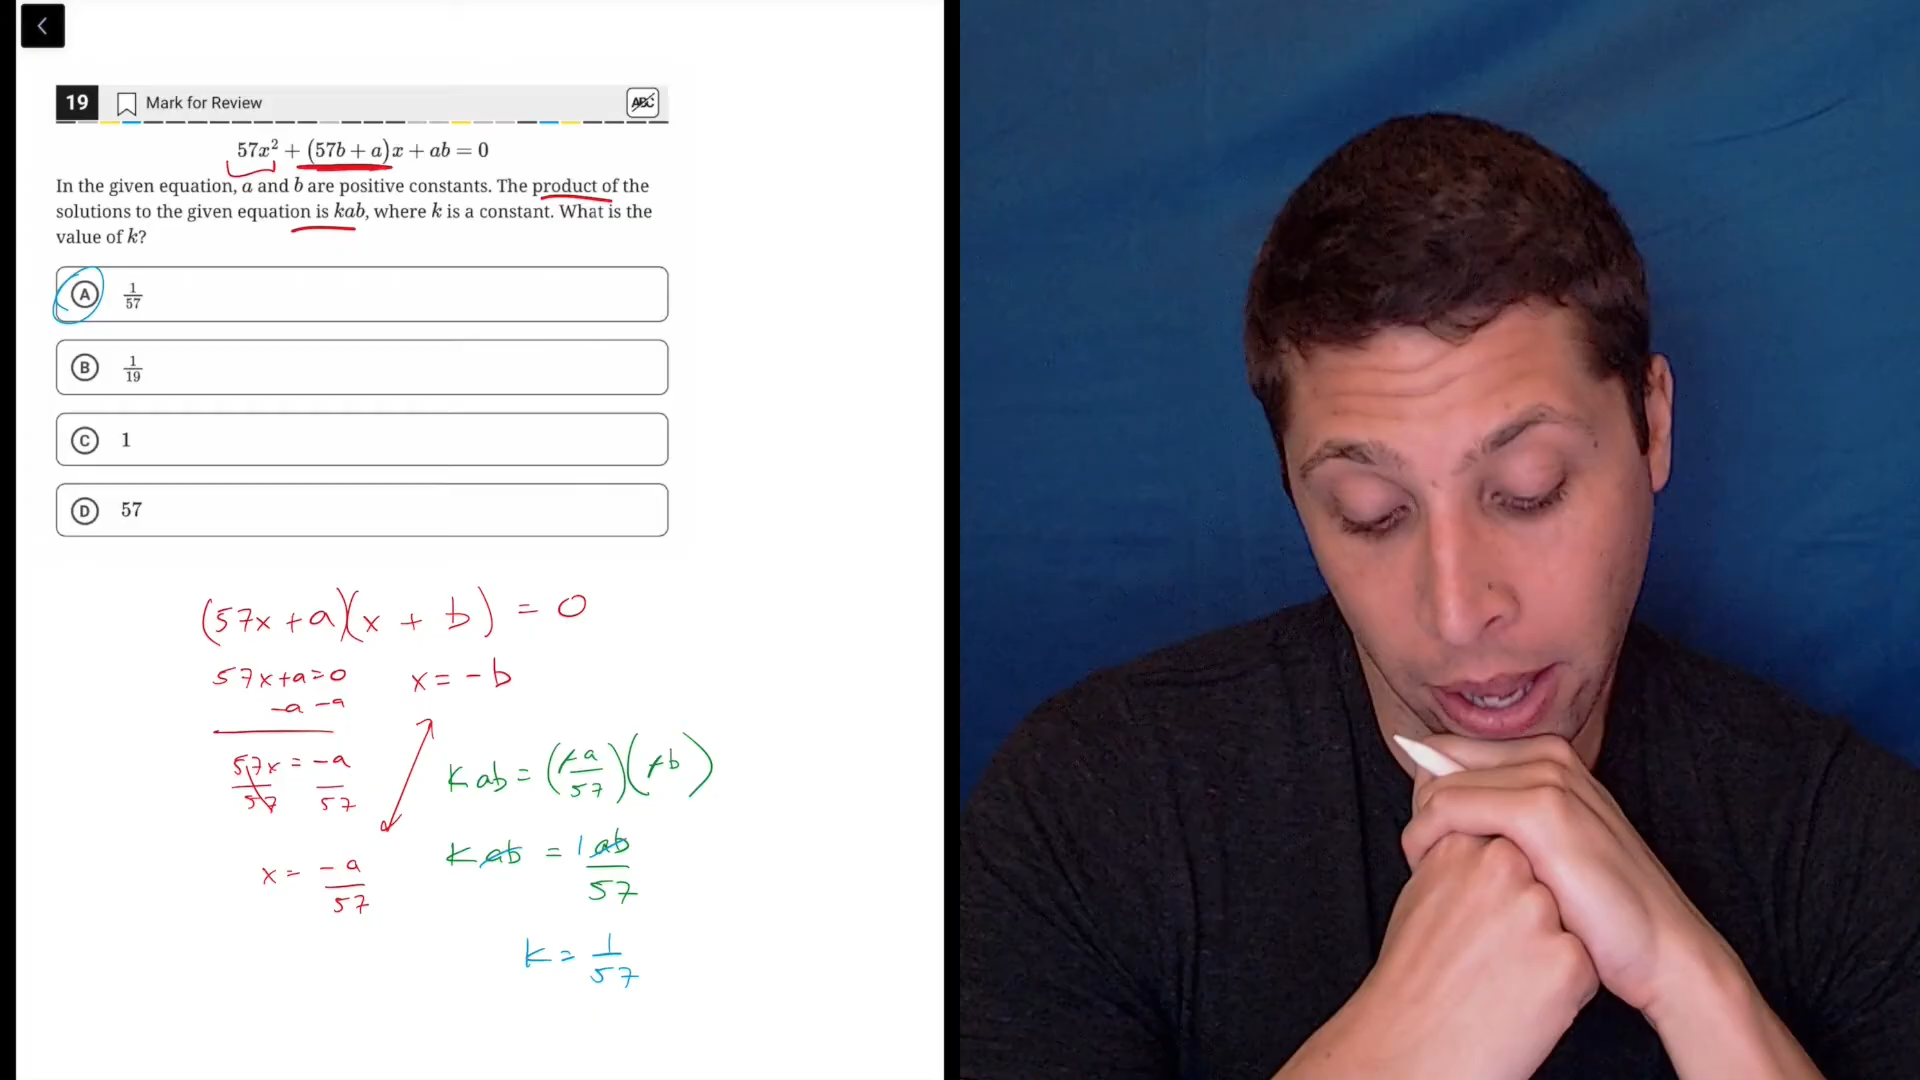 19 Mark for Review ABC
57x² + (57b + a)x + ab = 0
In the given equation, a and b are positive constants. The product of the
solutions to the given equation is kab, where k is a constant. What is the
value of k?
A 1/57
B 1/19
C 1
D 57
(57x + a)(x + b) = 0
57x + a = 0
-a -a
57x = -a
57 57
x = -a/57
x = -b
kab = (-a/57)(-b)
kab = 1ab/57
k = 1/57